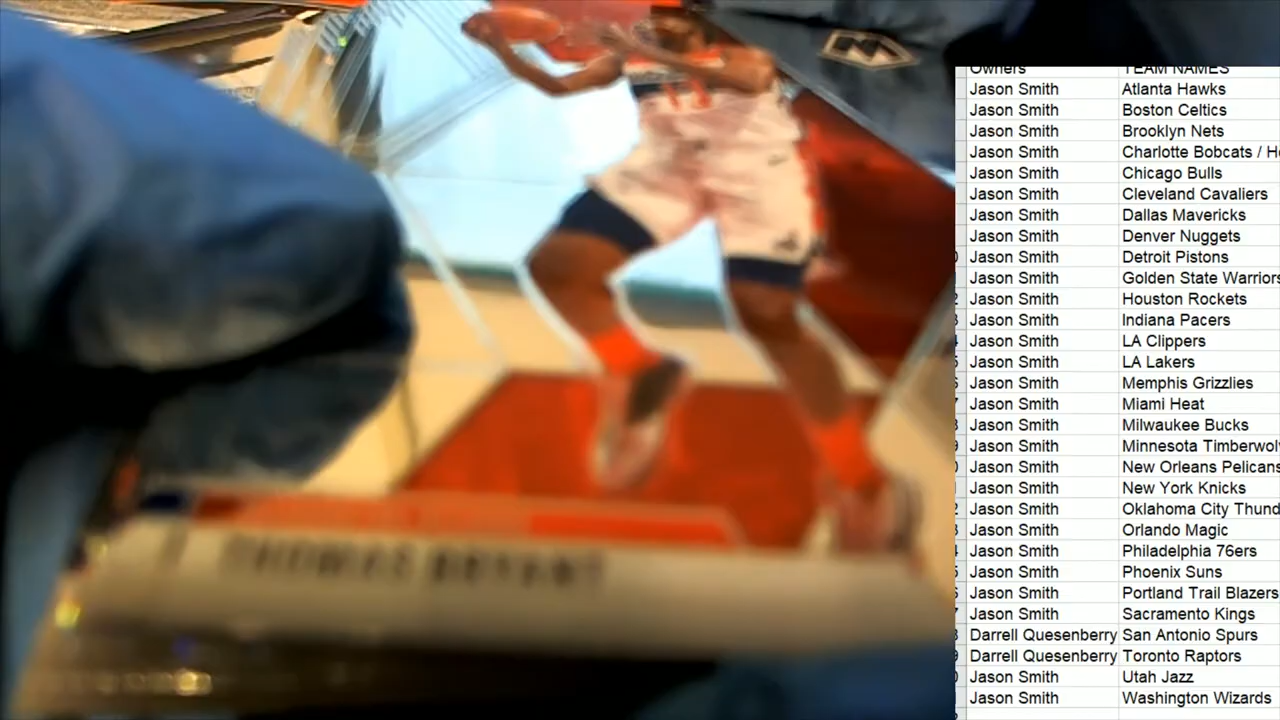 THOMAS BRYANT
Owners TEAM NAMES
Jason Smith Atlanta Hawks
Jason Smith Boston Celtics
Jason Smith Brooklyn Nets
Jason Smith Charlotte Bobcats / Ho
Jason Smith Chicago Bulls
Jason Smith Cleveland Cavaliers
Jason Smith Dallas Mavericks
Jason Smith Denver Nuggets
Jason Smith Detroit Pistons
Jason Smith Golden State Warriors
Jason Smith Houston Rockets
Jason Smith Indiana Pacers
Jason Smith LA Clippers
Jason Smith LA Lakers
Jason Smith Memphis Grizzlies
Jason Smith Miami Heat
Jason Smith Milwaukee Bucks
Jason Smith Minnesota Timberwolv
Jason Smith New Orleans Pelicans
Jason Smith New York Knicks
Jason Smith Oklahoma City Thund
Jason Smith Orlando Magic
Jason Smith Philadelphia 76ers
Jason Smith Phoenix Suns
Jason Smith Portland Trail Blazers
Jason Smith Sacramento Kings
Darrell Quesenberry San Antonio Spurs
Darrell Quesenberry Toronto Raptors
Jason Smith Utah Jazz
Jason Smith Washington Wizards